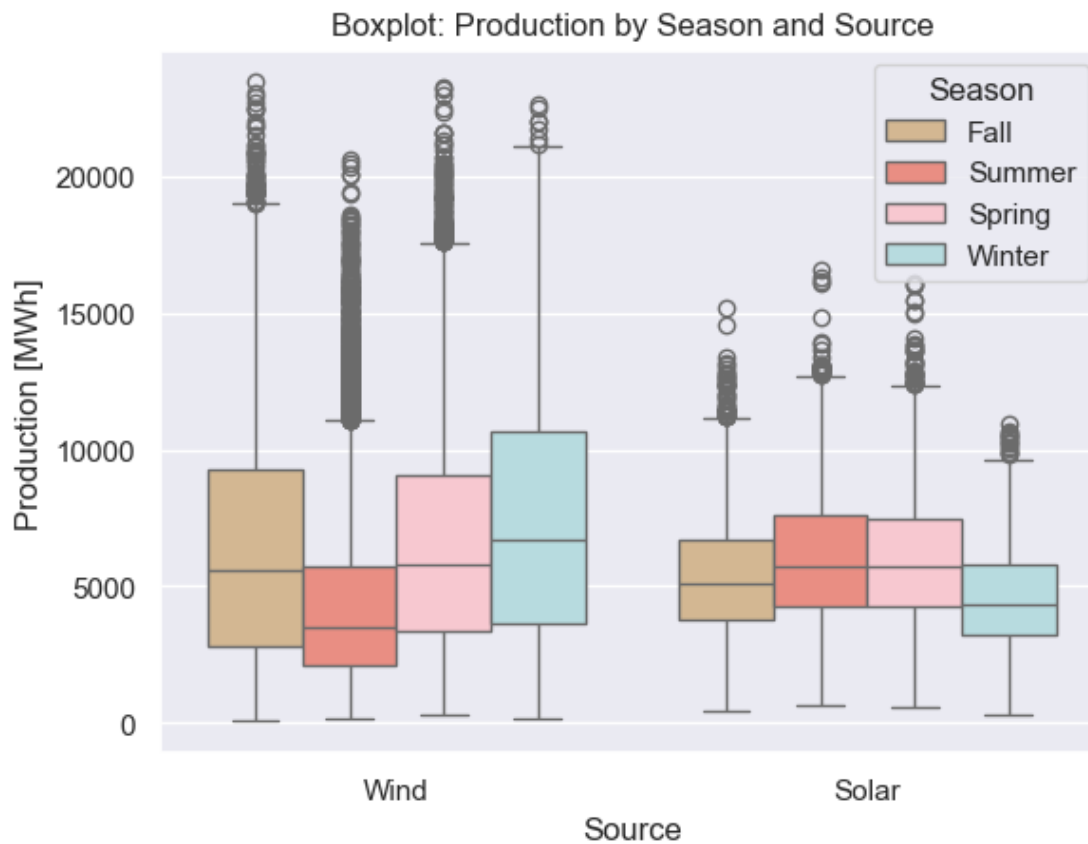 Boxplot: Production by Season and Source
Season
Fall
Summer
Spring
Winter
20000
15000
10000
5000
0
Production [MWh]
Wind
Solar
Source